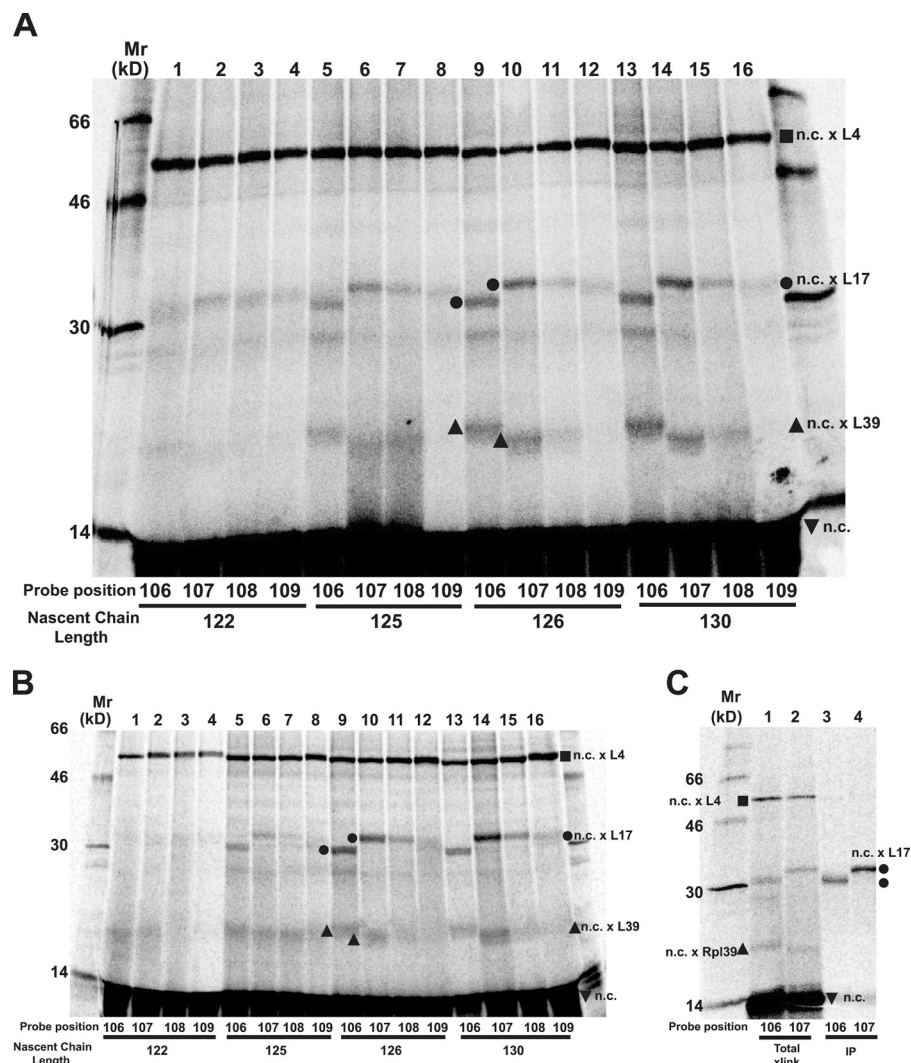 A
Mr
(kD)
1 2 3 4 5 6 7 8 9 10 11 12 13 14 15 16
66
n.c. x L4
46
n.c. x L17
30
n.c. x L39
14
n.c.
Probe position 106 107 108 109 106 107 108 109 106 107 108 109 106 107 108 109
Nascent Chain
Length
122 125 126 130
B
Mr
(kD)
1 2 3 4 5 6 7 8 9 10 11 12 13 14 15 16
66
n.c. x L4
46
n.c. x L17
30
n.c. x L39
14
n.c.
Probe position 106 107 108 109 106 107 108 109 106 107 108 109 106 107 108 109
Nascent Chain
Length
122 125 126 130
C
Mr
(kD)
1 2 3 4
66
n.c. x L4
46
n.c. x L17
30
n.c. x Rpl39
14
n.c.
Probe position 106 107 106 107
Total
xlink
IP